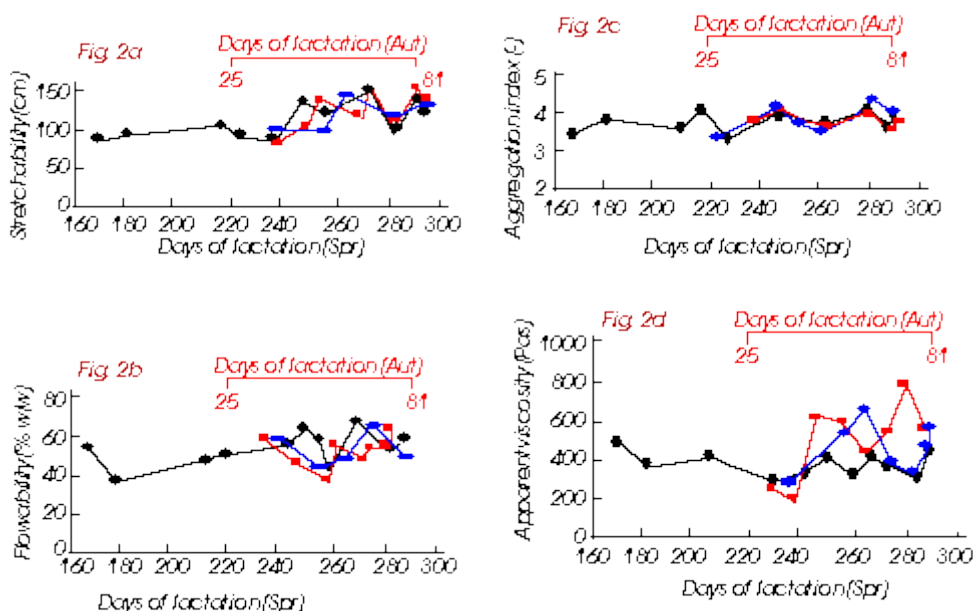 Fig. 2a
Days of lactation (Aut)
25
81
Stretchability (cm)
150
100
50
0
160 180 200 220 240 260 280 300
Days of lactation (Spr)
Fig. 2c
Days of lactation (Aut)
25
81
Aggregation index (-)
5
4
3
2
160 180 200 220 240 260 280 300
Days of lactation (Spr)
Fig. 2b
Days of lactation (Aut)
25
81
Flowability (% w/w)
80
60
40
20
0
160 180 200 220 240 260 280 300
Days of lactation (Spr)
Fig. 2d
Days of lactation (Aut)
25
81
Apparent viscosity (Pas)
1000
800
600
400
200
0
160 180 200 220 240 260 280 300
Days of lactation (Spr)